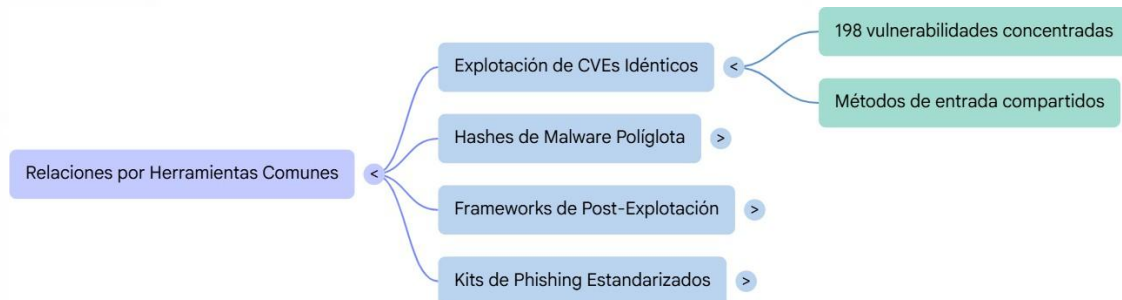 Relaciones por Herramientas Comunes
<
Explotación de CVEs Idénticos
<
198 vulnerabilidades concentradas
Métodos de entrada compartidos
Hashes de Malware Políglota
>
Frameworks de Post-Explotación
>
Kits de Phishing Estandarizados
>